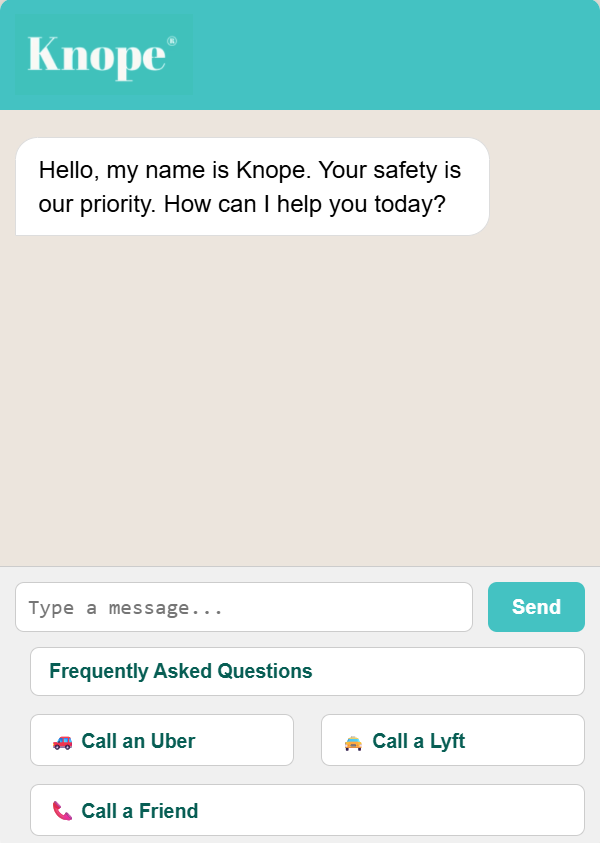 Knope®
Hello, my name is Knope. Your safety is
our priority. How can I help you today?
Type a message...
Send
Frequently Asked Questions
Call an Uber
Call a Lyft
Call a Friend